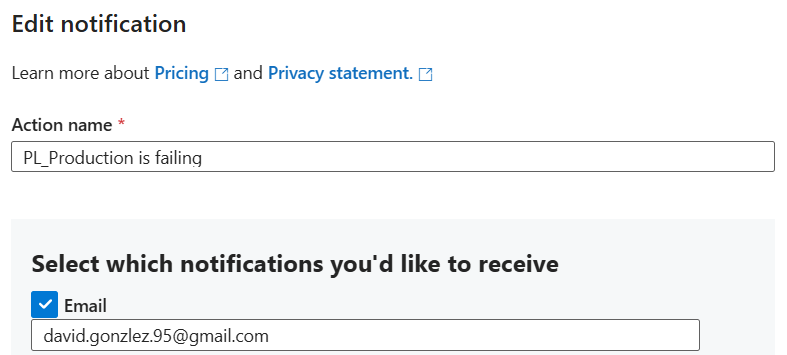 Edit notification
Learn more about Pricing and Privacy statement.
Action name *
PL_Production is failing
Select which notifications you'd like to receive
Email
david.gonzlez.95@gmail.com